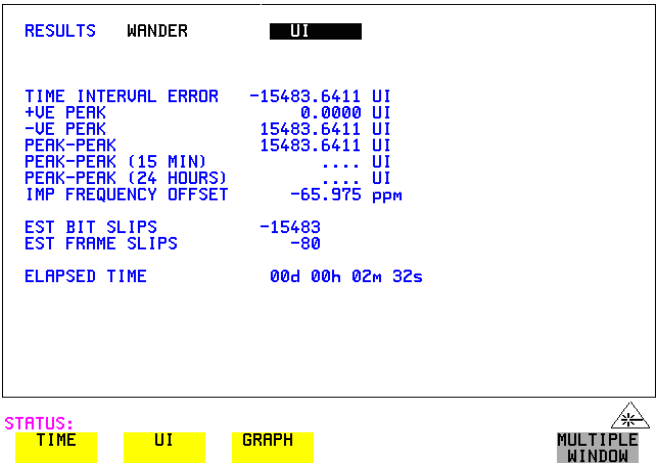 RESULTS WANDER UI
TIME INTERVAL ERROR -15483.6411 UI
+VE PEAK 0.0000 UI
-VE PEAK 15483.6411 UI
PEAK-PEAK 15483.6411 UI
PEAK-PEAK (15 MIN) .... UI
PEAK-PEAK (24 HOURS) .... UI
IMP FREQUENCY OFFSET -65.975 ppm
EST BIT SLIPS -15483
EST FRAME SLIPS -80
ELAPSED TIME 00d 00h 02m 32s
STATUS:
TIME UI GRAPH MULTIPLE
WINDOW